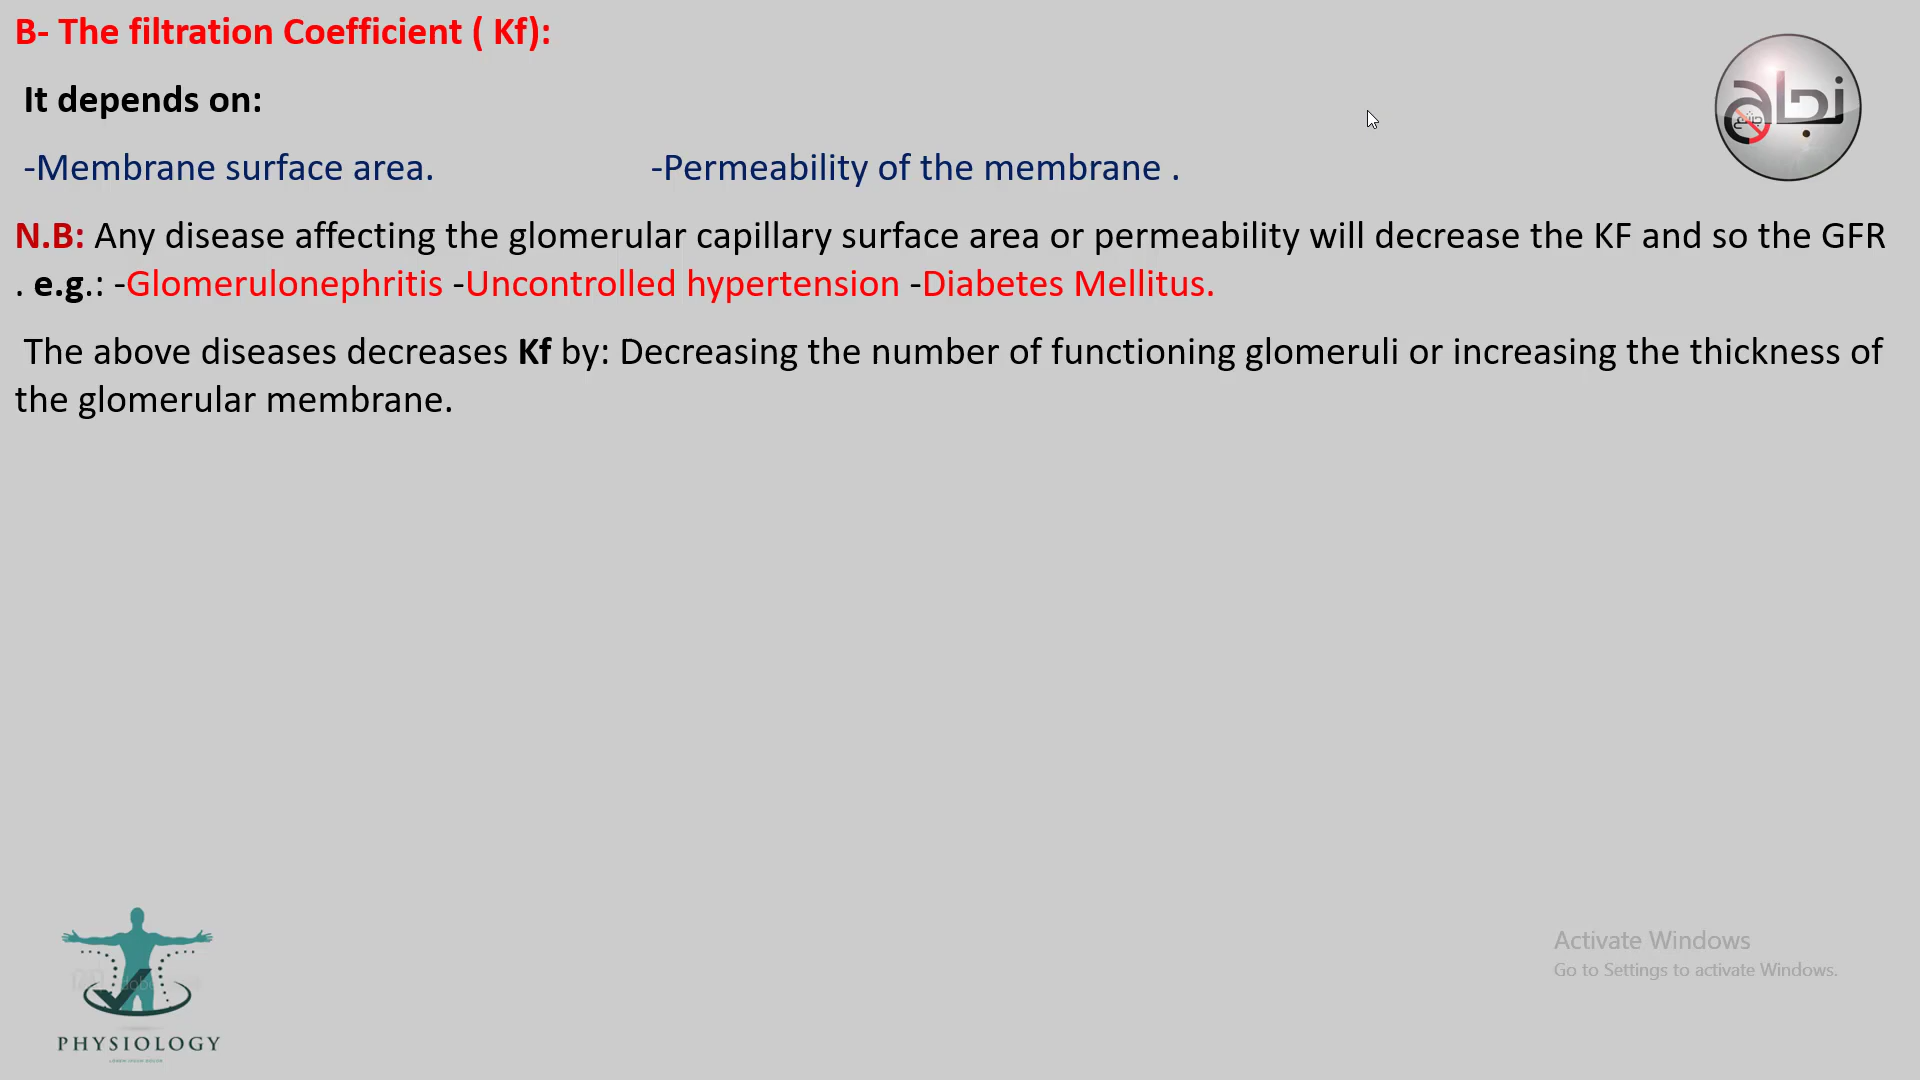 B- The filtration Coefficient ( Kf):
It depends on:
-Membrane surface area. -Permeability of the membrane .
N.B: Any disease affecting the glomerular capillary surface area or permeability will decrease the KF and so the GFR
. e.g.: -Glomerulonephritis -Uncontrolled hypertension -Diabetes Mellitus.
The above diseases decreases Kf by: Decreasing the number of functioning glomeruli or increasing the thickness of
the glomerular membrane.
Activate Windows
Go to Settings to activate Windows.
PHYSIOLOGY